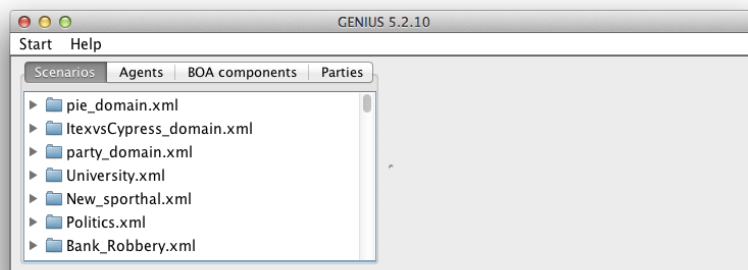 GENIUS 5.2.10
Start Help
Scenarios Agents BOA components Parties
pie_domain.xml
ItexvsCypress_domain.xml
party_domain.xml
University.xml
New_sporthal.xml
Politics.xml
Bank_Robbery.xml